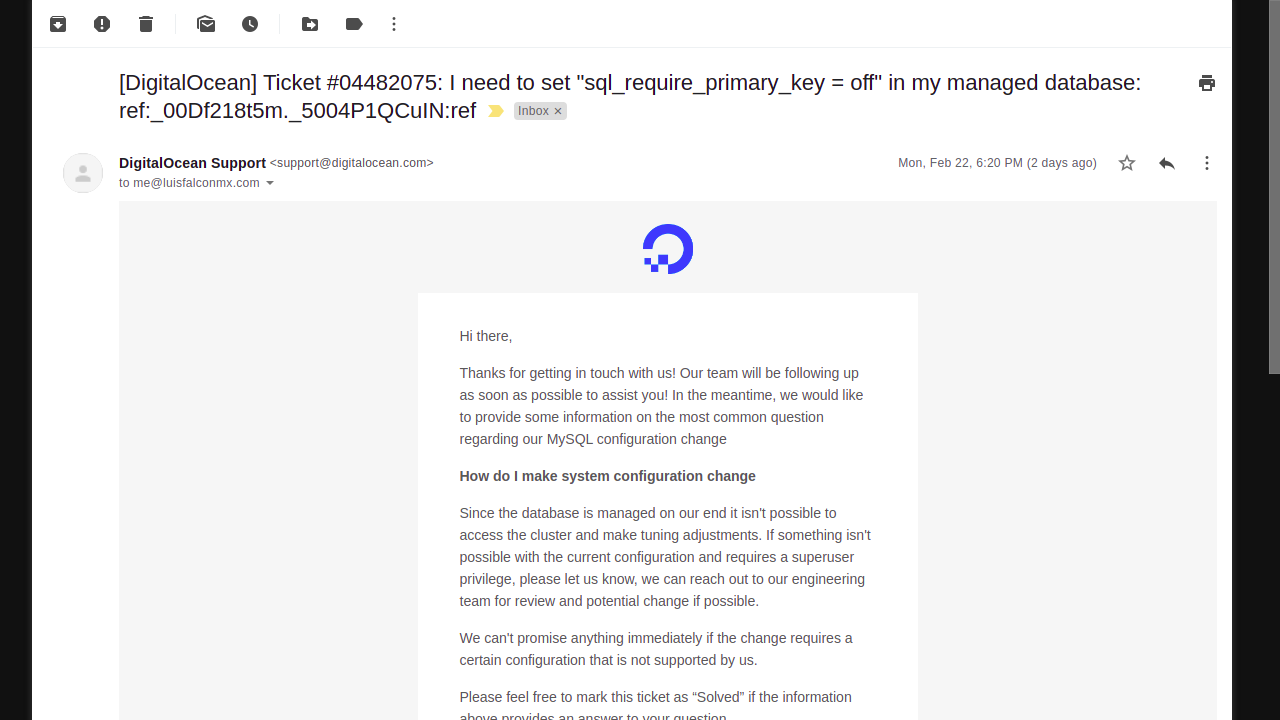 [DigitalOcean] Ticket #04482075: I need to set "sql_require_primary_key = off" in my managed database:
ref:_00Df218t5m._5004P1QCuIN:ref Inbox ×
DigitalOcean Support <support@digitalocean.com> Mon, Feb 22, 6:20 PM (2 days ago)
to me@luisfalconmx.com
Hi there,
Thanks for getting in touch with us! Our team will be following up
as soon as possible to assist you! In the meantime, we would like
to provide some information on the most common question
regarding our MySQL configuration change
How do I make system configuration change
Since the database is managed on our end it isn't possible to
access the cluster and make tuning adjustments. If something isn't
possible with the current configuration and requires a superuser
privilege, please let us know, we can reach out to our engineering
team for review and potential change if possible.
We can't promise anything immediately if the change requires a
certain configuration that is not supported by us.
Please feel free to mark this ticket as “Solved” if the information
above provides an answer to your question